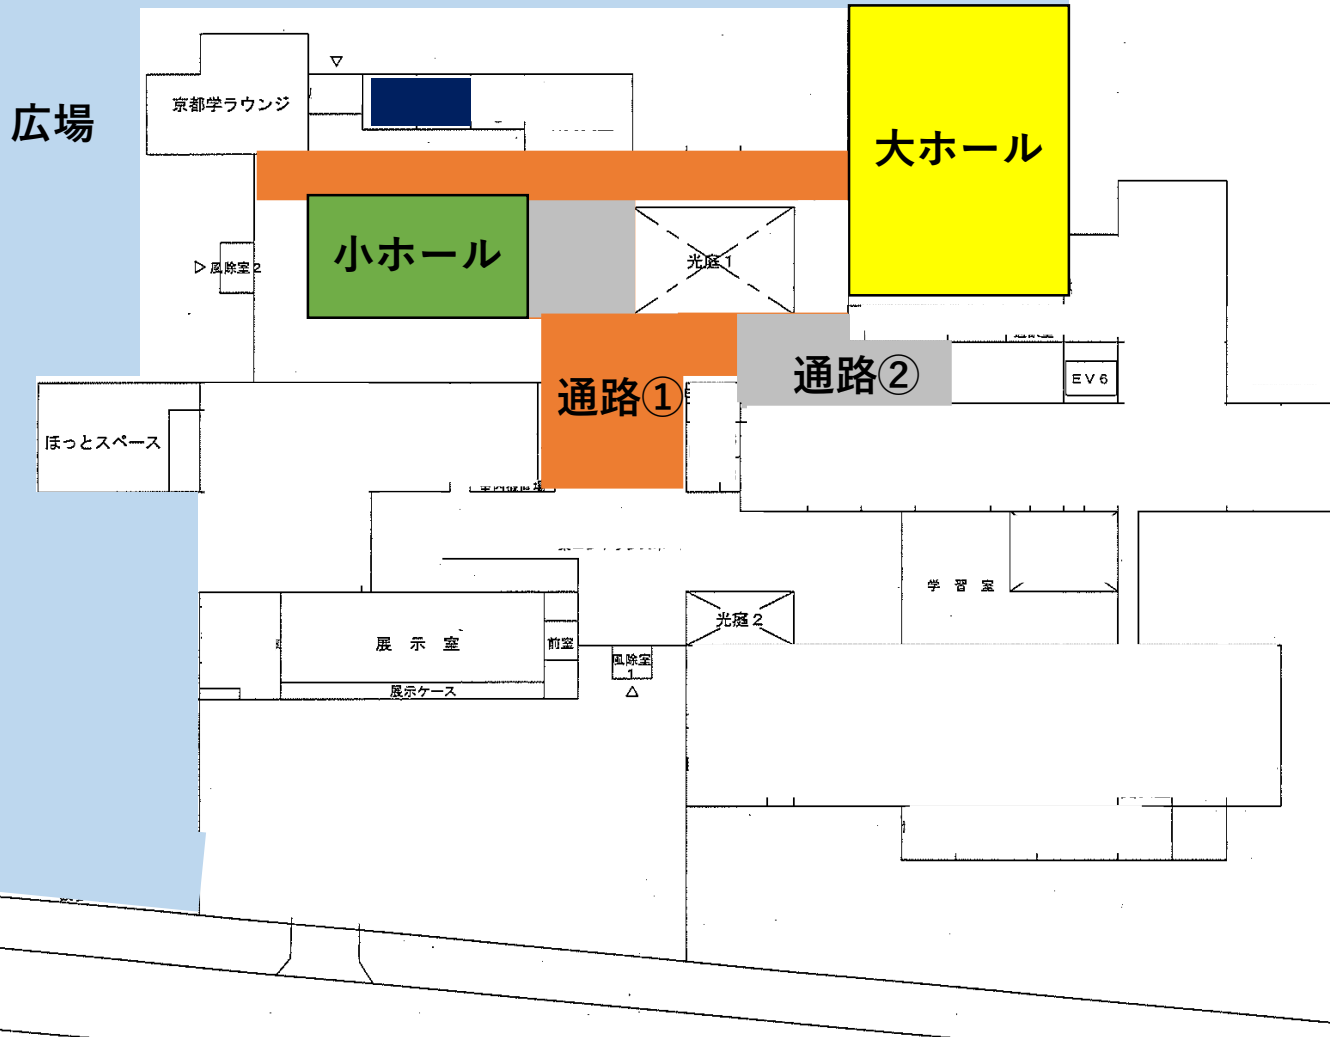 京都学ラウンジ
広場
大ホール
小ホール
風除室2
光庭1
通路①
通路②
EV6
ほっとスペース
学習室
光庭2
展示室
前室
風除室
1
展示ケース